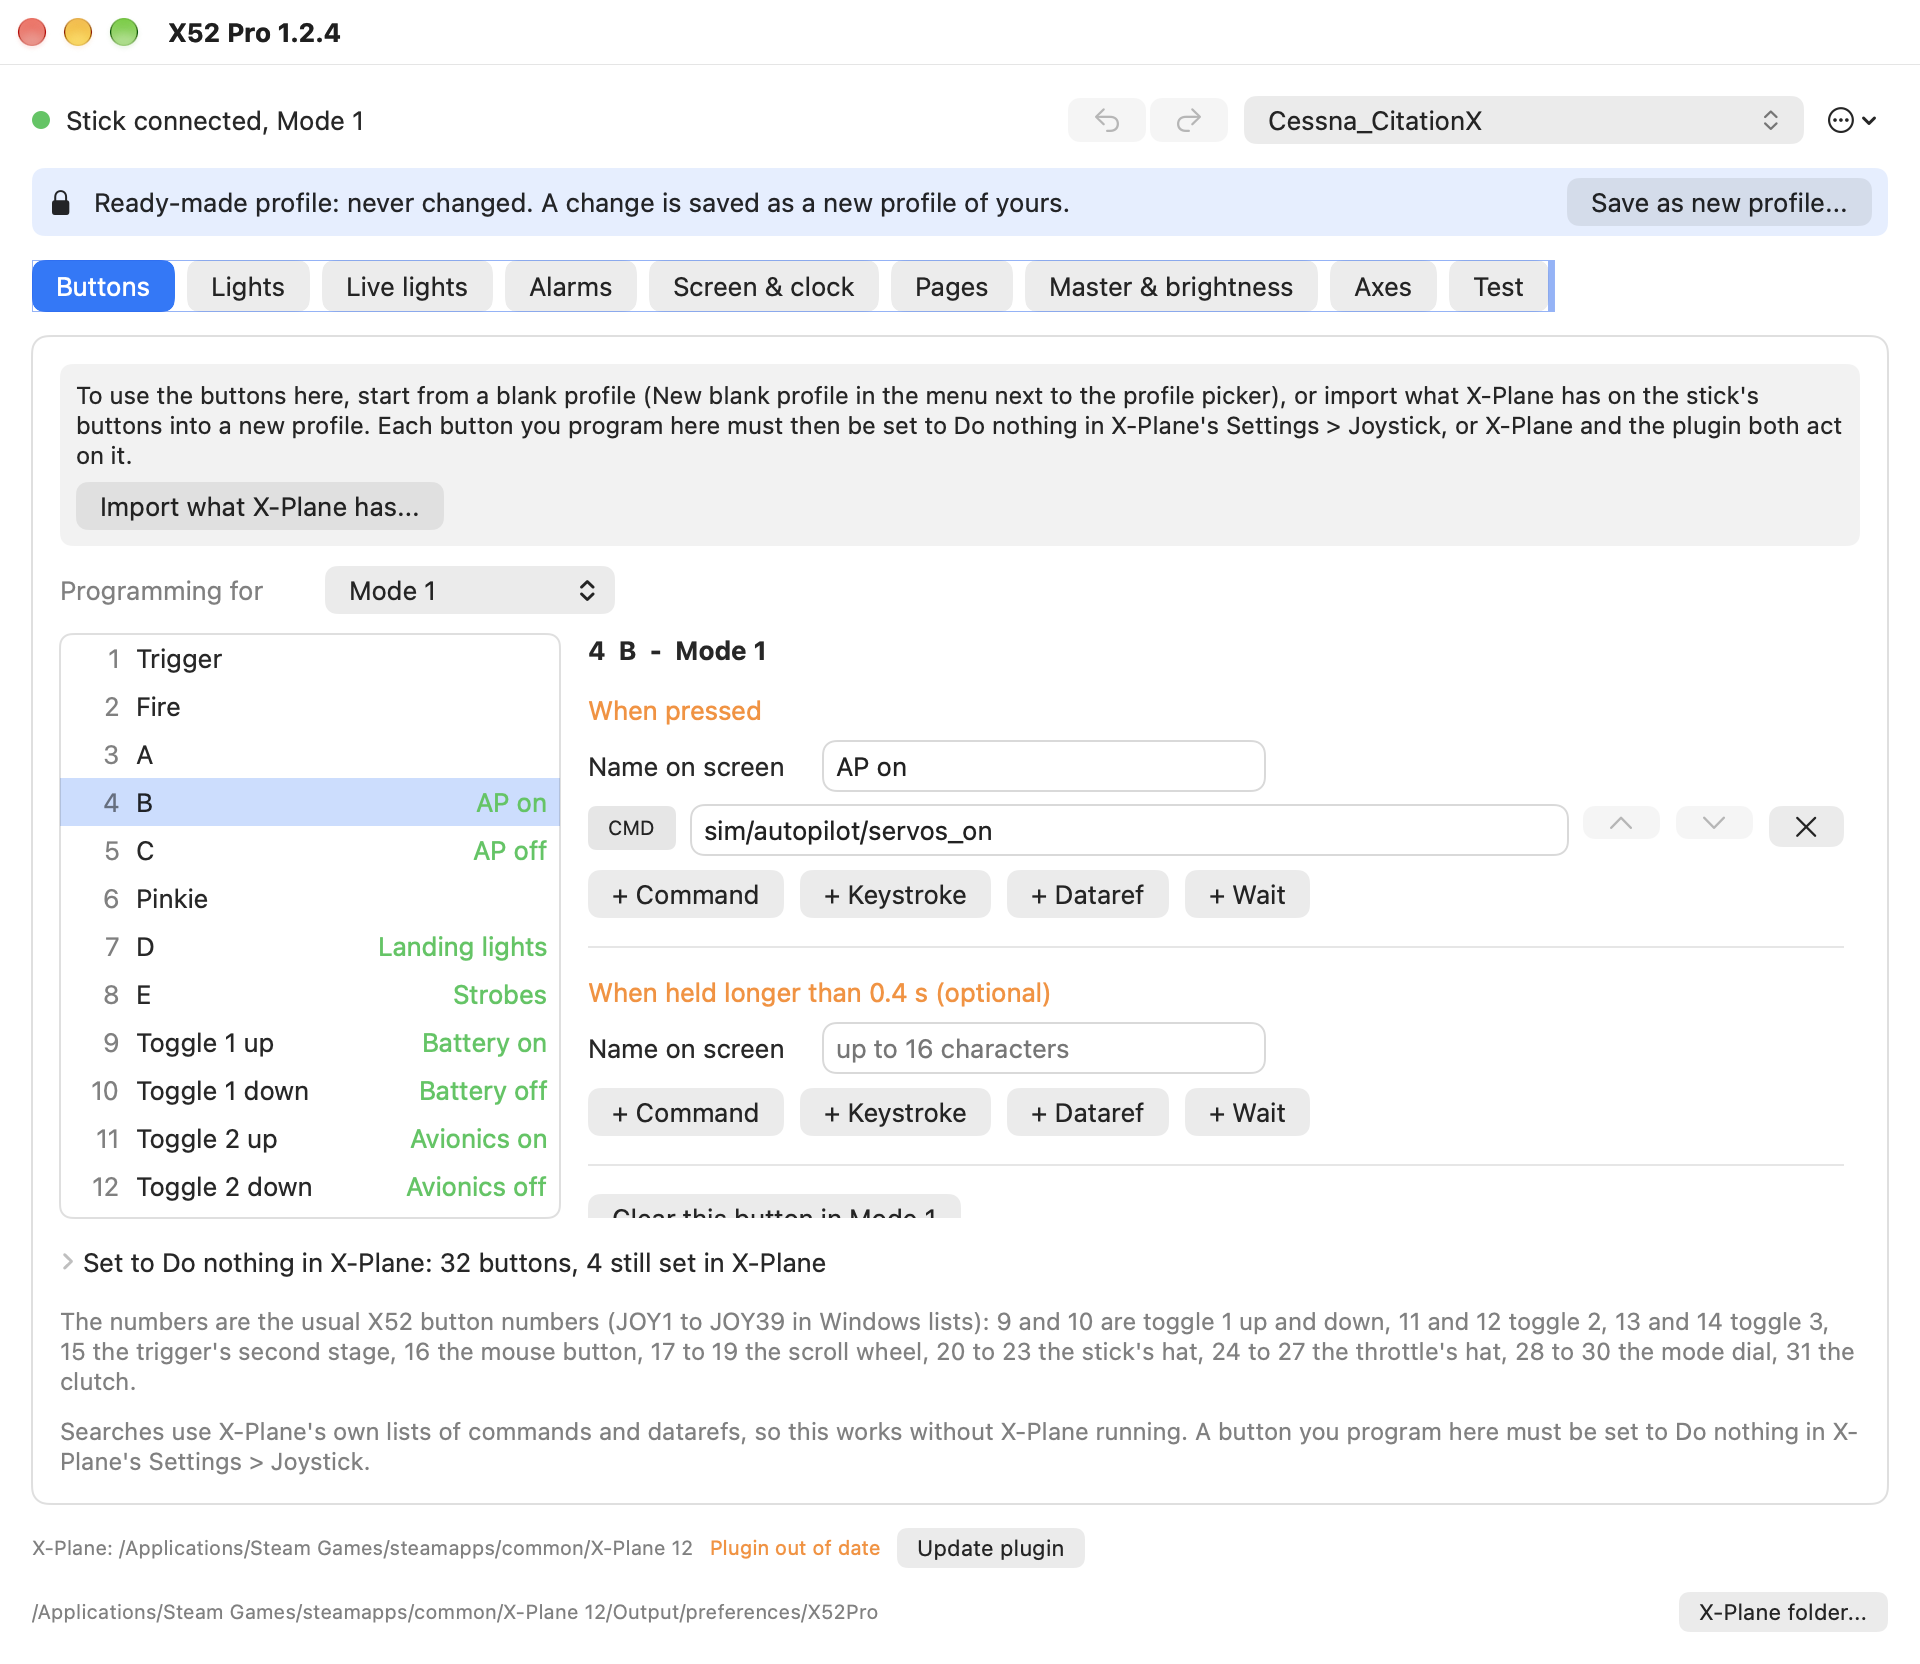 X52 Pro 1.2.4
Stick connected, Mode 1
Cessna_CitationX
Ready-made profile: never changed. A change is saved as a new profile of yours.
Save as new profile...
Buttons
Lights
Live lights
Alarms
Screen & clock
Pages
Master & brightness
Axes
Test
To use the buttons here, start from a blank profile (New blank profile in the menu next to the profile picker), or import what X-Plane has on the stick's
buttons into a new profile. Each button you program here must then be set to Do nothing in X-Plane's Settings > Joystick, or X-Plane and the plugin both act
on it.
Import what X-Plane has...
Programming for
Mode 1
1 Trigger
2 Fire
3 A
4 B AP on
5 C AP off
6 Pinkie
7 D Landing lights
8 E Strobes
9 Toggle 1 up Battery on
10 Toggle 1 down Battery off
11 Toggle 2 up Avionics on
12 Toggle 2 down Avionics off
4 B - Mode 1
When pressed
Name on screen AP on
CMD sim/autopilot/servos_on
+ Command + Keystroke + Dataref + Wait
When held longer than 0.4 s (optional)
Name on screen up to 16 characters
+ Command + Keystroke + Dataref + Wait
Clear this button in Mode 1
Set to Do nothing in X-Plane: 32 buttons, 4 still set in X-Plane
The numbers are the usual X52 button numbers (JOY1 to JOY39 in Windows lists): 9 and 10 are toggle 1 up and down, 11 and 12 toggle 2, 13 and 14 toggle 3,
15 the trigger's second stage, 16 the mouse button, 17 to 19 the scroll wheel, 20 to 23 the stick's hat, 24 to 27 the throttle's hat, 28 to 30 the mode dial, 31 the
clutch.
Searches use X-Plane's own lists of commands and datarefs, so this works without X-Plane running. A button you program here must be set to Do nothing in X-
Plane's Settings > Joystick.
X-Plane: /Applications/Steam Games/steamapps/common/X-Plane 12 Plugin out of date Update plugin
/Applications/Steam Games/steamapps/common/X-Plane 12/Output/preferences/X52Pro
X-Plane folder...